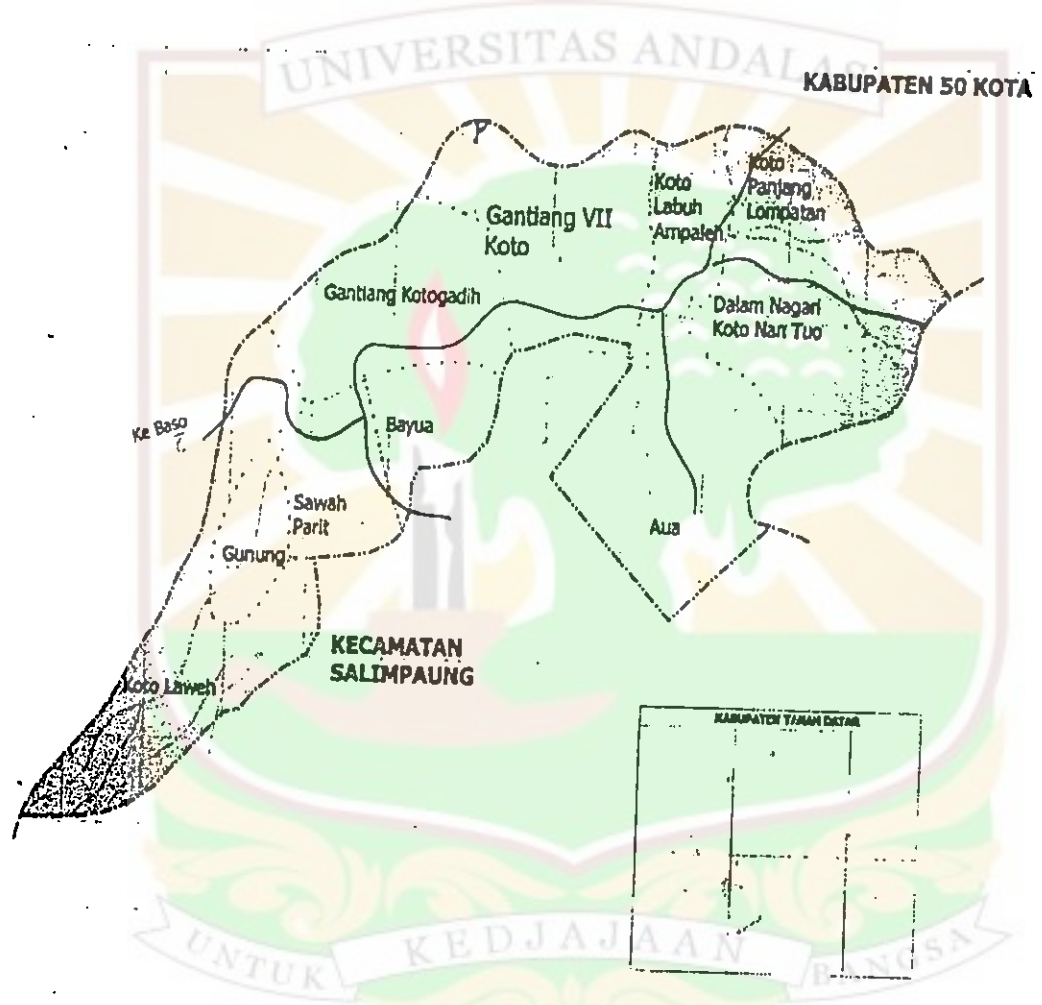 UNIVERSITAS ANDALAS
KABUPATEN 50 KOTA
Koto
Panjang
Lompatan
Koto
Labuh
Ampaleh
Gantiang VII
Koto
Gantiang Kotogadih
Dalam Nagari
Koto Nan Tuo
Ke Baso
Bayua
Sawah
Parit
Aua
Gunung
KECAMATAN
SALIMPAUNG
Koto Laweh
KABUPATEN TANAH DATAR
UNTUK KEDJAJAAN BANGSA